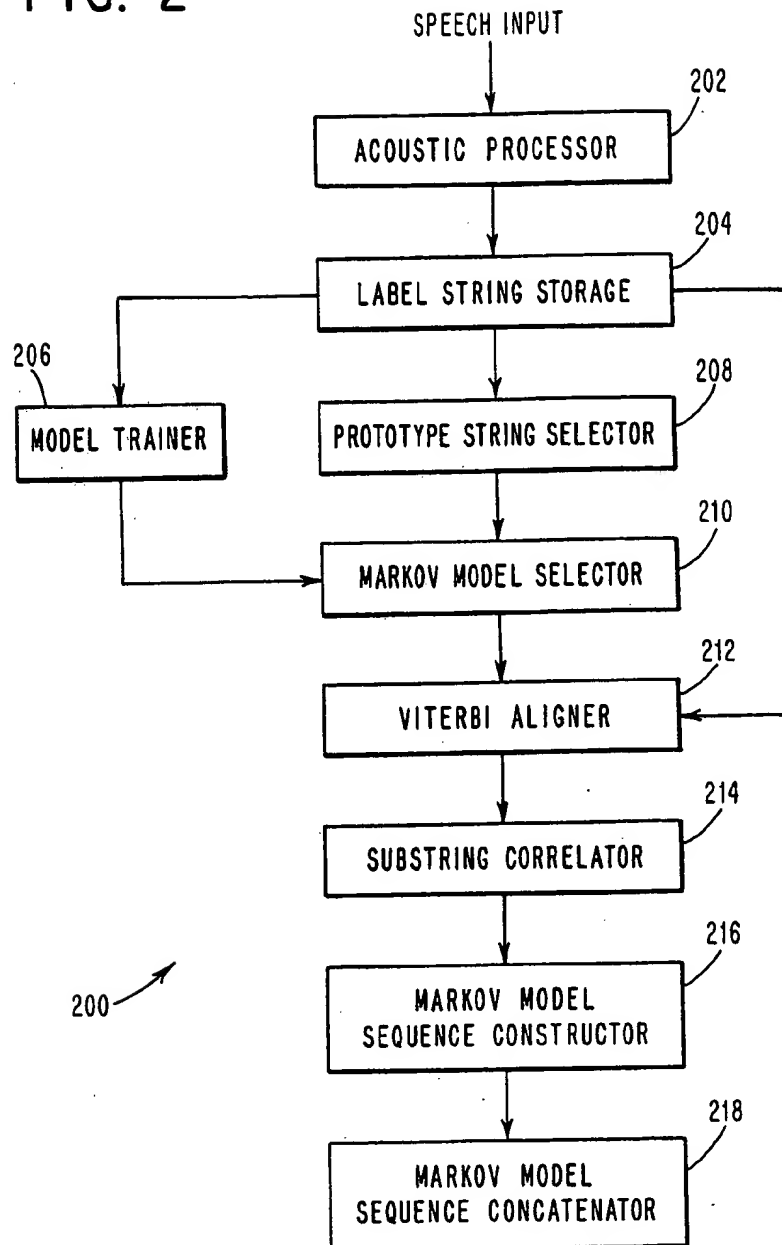 FIG. 2
SPEECH INPUT
202
ACOUSTIC PROCESSOR
204
LABEL STRING STORAGE
206
208
MODEL TRAINER
PROTOTYPE STRING SELECTOR
210
MARKOV MODEL SELECTOR
212
VITERBI ALIGNER
214
SUBSTRING CORRELATOR
216
200
MARKOV MODEL
SEQUENCE CONSTRUCTOR
218
MARKOV MODEL
SEQUENCE CONCATENATOR